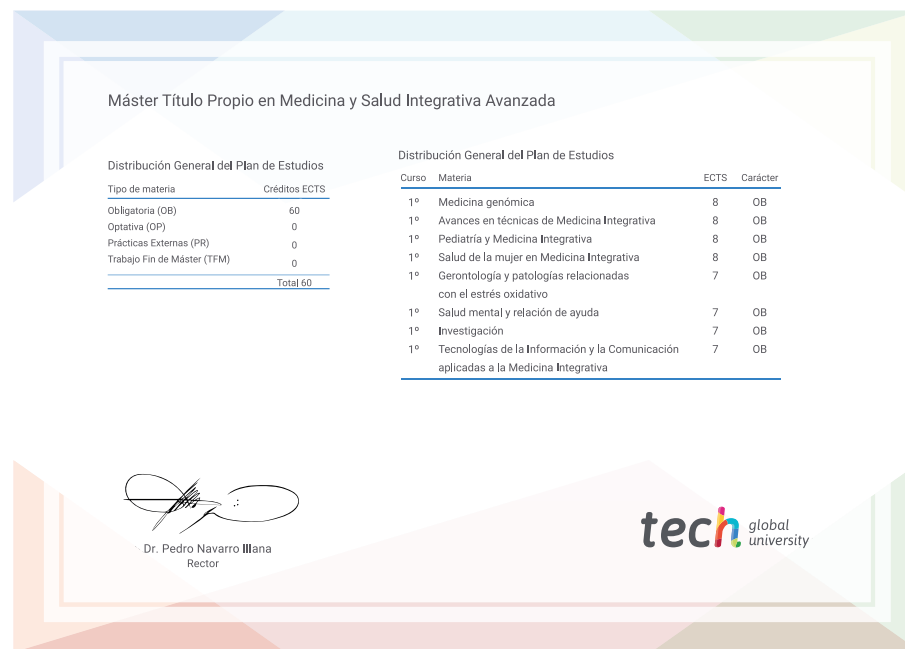 Máster Título Propio en Medicina y Salud Integrativa Avanzada
Distribución General del Plan de Estudios
Tipo de materia Créditos ECTS
Obligatoria (OB) 60
Optativa (OP) 0
Prácticas Externas (PR) 0
Trabajo Fin de Máster (TFM) 0
Total 60
Distribución General del Plan de Estudios
Curso Materia ECTS Carácter
1º Medicina genómica 8 OB
1º Avances en técnicas de Medicina Integrativa 8 OB
1º Pediatría y Medicina Integrativa 8 OB
1º Salud de la mujer en Medicina Integrativa 8 OB
1º Gerontología y patologías relacionadas 7 OB
con el estrés oxidativo
1º Salud mental y relación de ayuda 7 OB
1º Investigación 7 OB
1º Tecnologías de la Información y la Comunicación 7 OB
aplicadas a la Medicina Integrativa
Dr. Pedro Navarro Illana
Rector
tech global
university